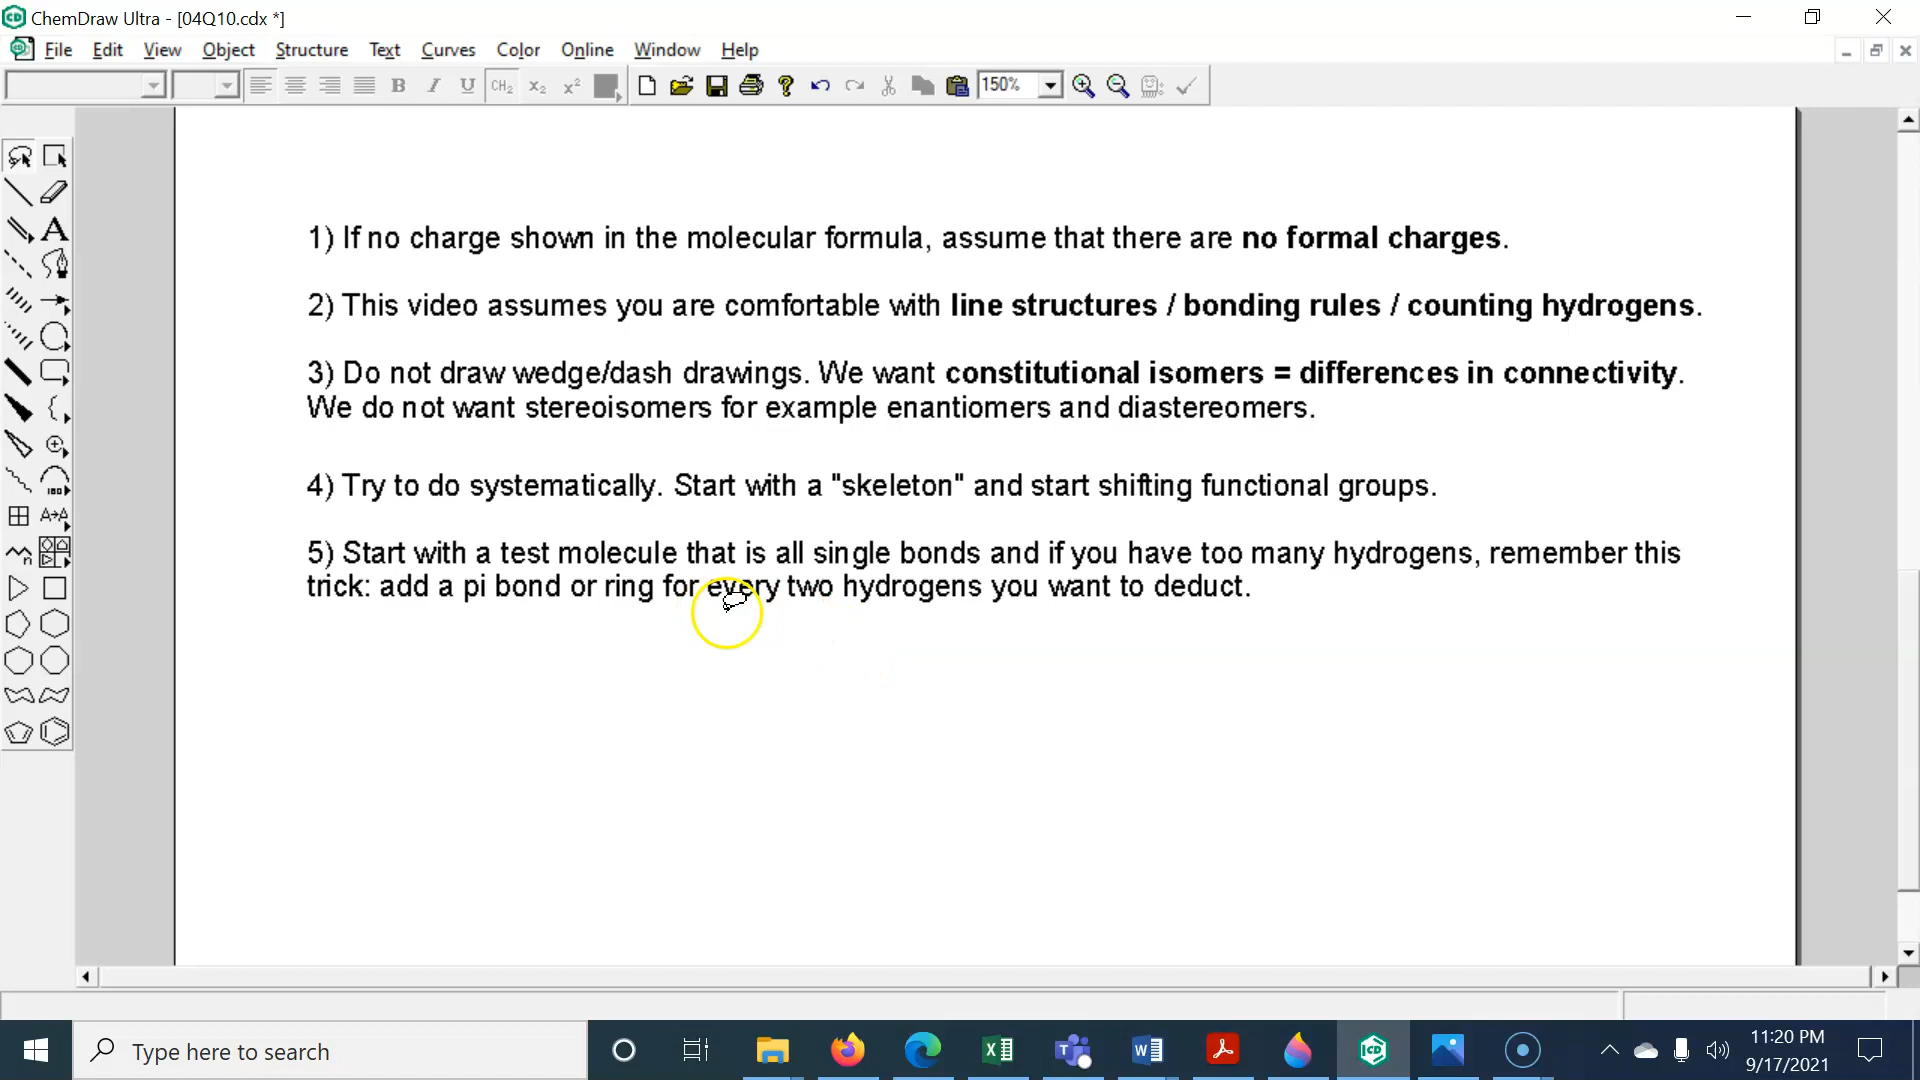 ChemDraw Ultra - [04Q10.cdx *]
File Edit View Object Structure Text Curves Color Online Window Help
B I U CH₂ x₂ x² 150%
1) If no charge shown in the molecular formula, assume that there are no formal charges.
2) This video assumes you are comfortable with line structures / bonding rules / counting hydrogens.
3) Do not draw wedge/dash drawings. We want constitutional isomers = differences in connectivity.
We do not want stereoisomers for example enantiomers and diastereomers.
4) Try to do systematically. Start with a "skeleton" and start shifting functional groups.
5) Start with a test molecule that is all single bonds and if you have too many hydrogens, remember this
trick: add a pi bond or ring for every two hydrogens you want to deduct.
Type here to search
11:20 PM
9/17/2021